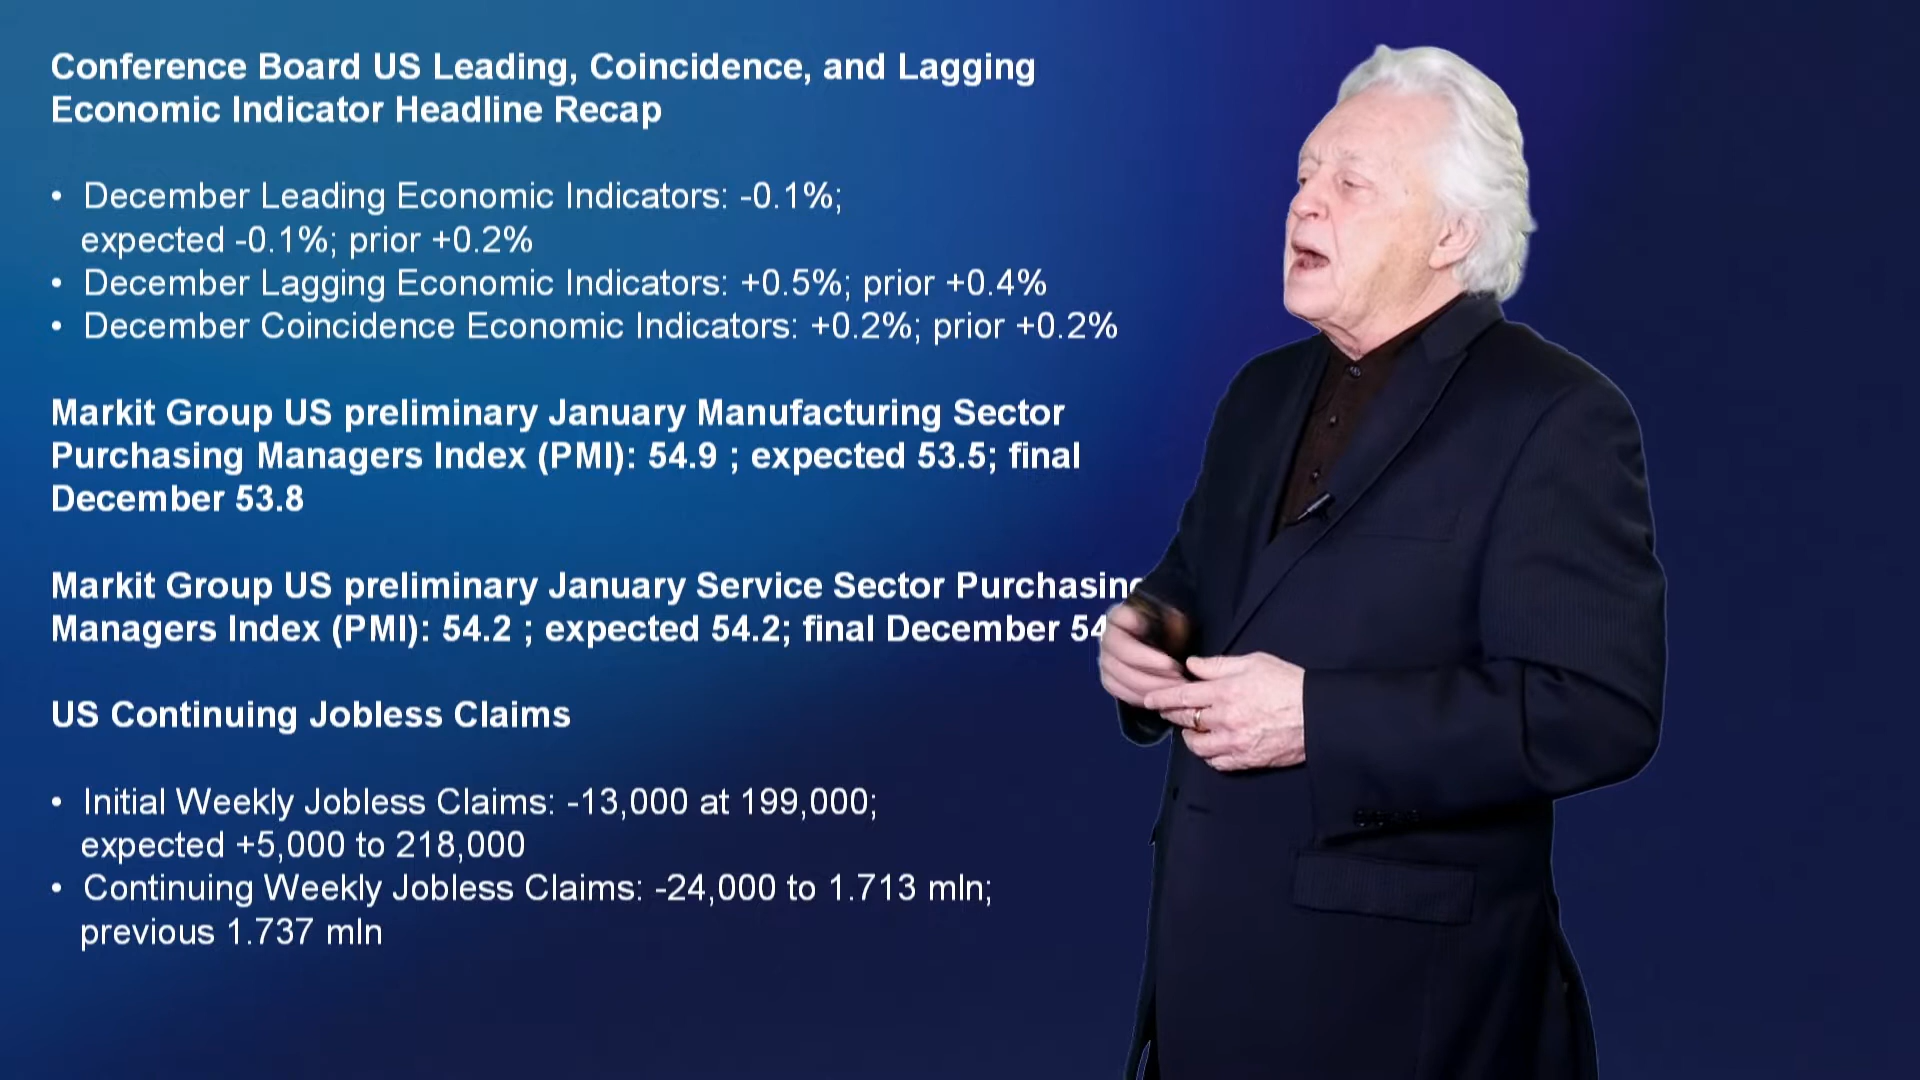 Conference Board US Leading, Coincidence, and Lagging
Economic Indicator Headline Recap
• December Leading Economic Indicators: -0.1%;
expected -0.1%; prior +0.2%
• December Lagging Economic Indicators: +0.5%; prior +0.4%
• December Coincidence Economic Indicators: +0.2%; prior +0.2%
Markit Group US preliminary January Manufacturing Sector
Purchasing Managers Index (PMI): 54.9 ; expected 53.5; final
December 53.8
Markit Group US preliminary January Service Sector Purchasing
Managers Index (PMI): 54.2 ; expected 54.2; final December
US Continuing Jobless Claims
• Initial Weekly Jobless Claims: -13,000 at 199,000;
expected +5,000 to 218,000
• Continuing Weekly Jobless Claims: -24,000 to 1.713 mln;
previous 1.737 mln